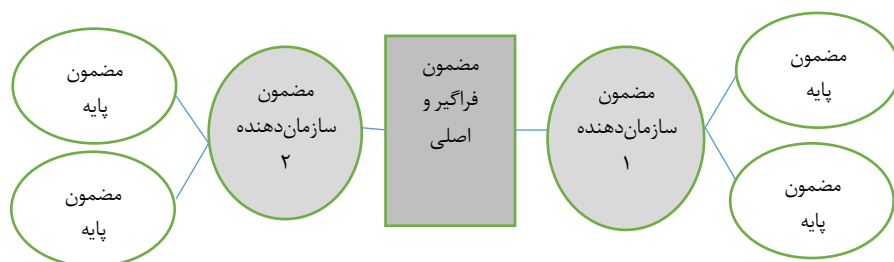 مضمون
پایه
مضمون
پایه
مضمون
سازمان‌دهنده
۱
مضمون
فراگیر و
اصلی
مضمون
سازمان‌دهنده
۲
مضمون
پایه
مضمون
پایه